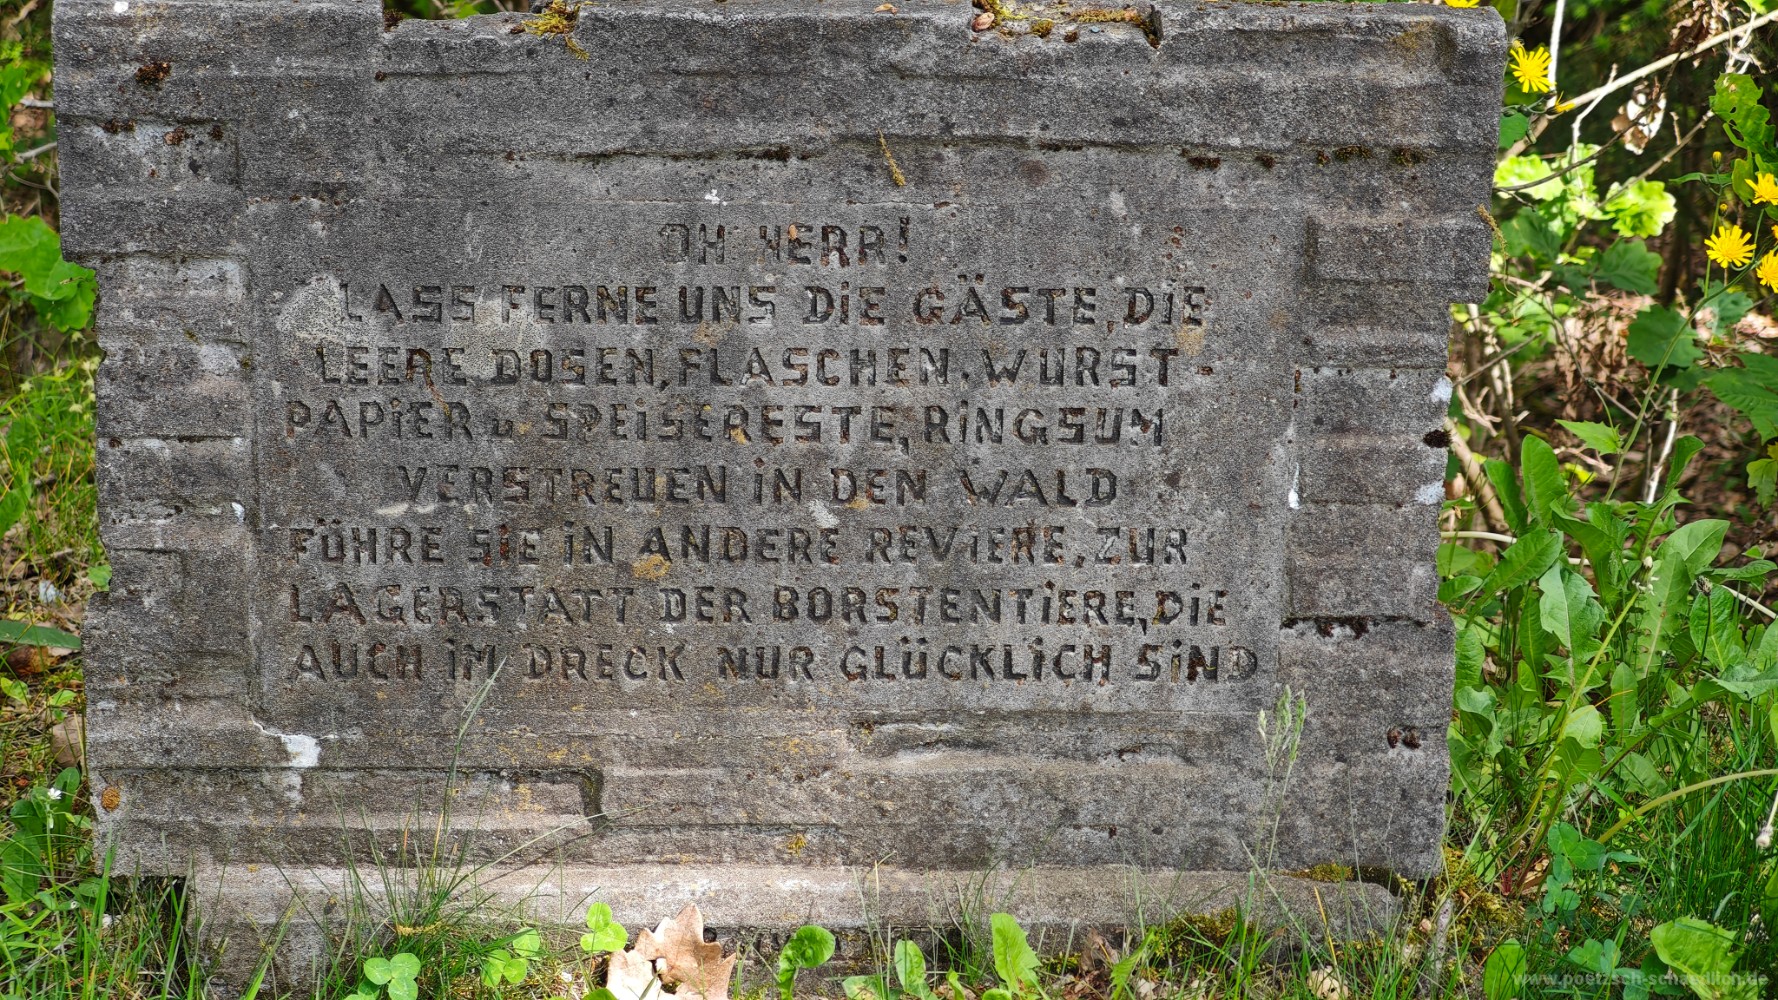 OH HERR!
LASS FERNE UNS DiE GÄSTE, DiE
LEERE DOSEN, FLASCHEN, WURST-
PAPiER u. SPEiSERESTE, RiNGSUM
VERSTREUEN iN DEN WALD
FÜHRE SiE iN ANDERE REViERE, ZUR
LAGERSTATT DER BORSTENTiERE, DiE
AUCH iM DRECK NUR GLÜCKLiCH SiND
www.poetzsch-schaedlich.de